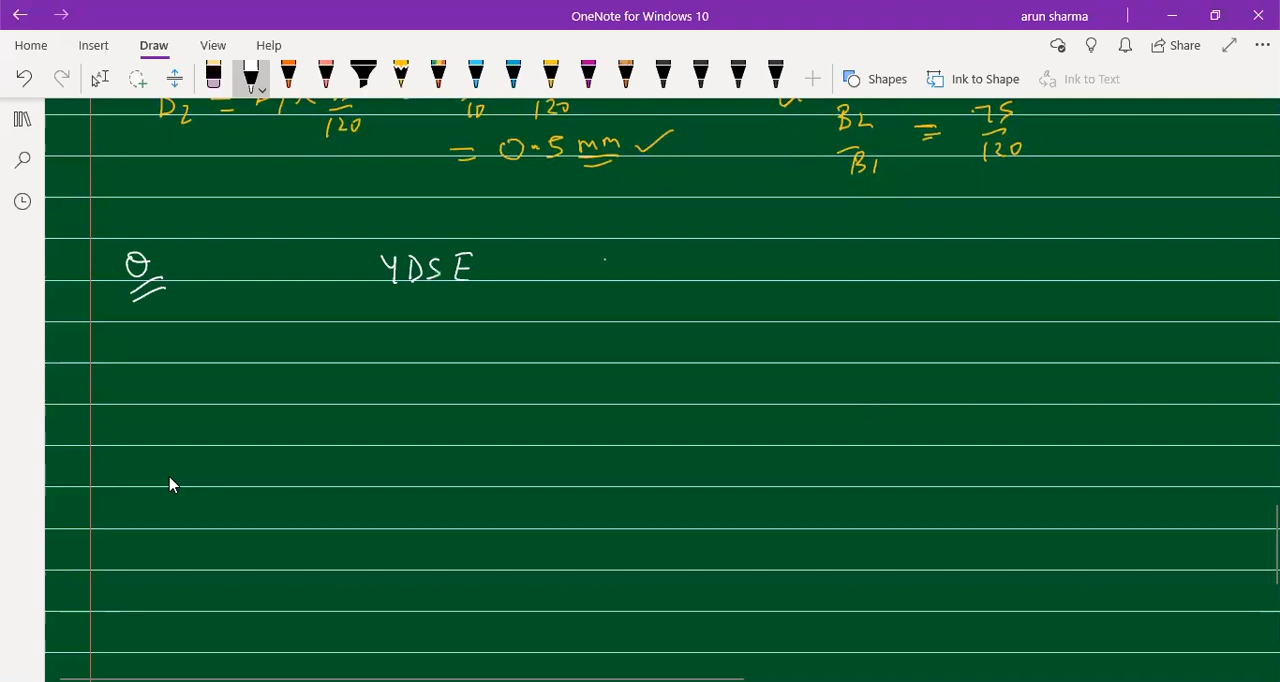 OneNote for Windows 10
arun sharma
Home Insert Draw View Help
Share
Shapes Ink to Shape Ink to Text
120
10 120
= 0.5 mm ✓
B2 = 75
B1 120
Q YDSE